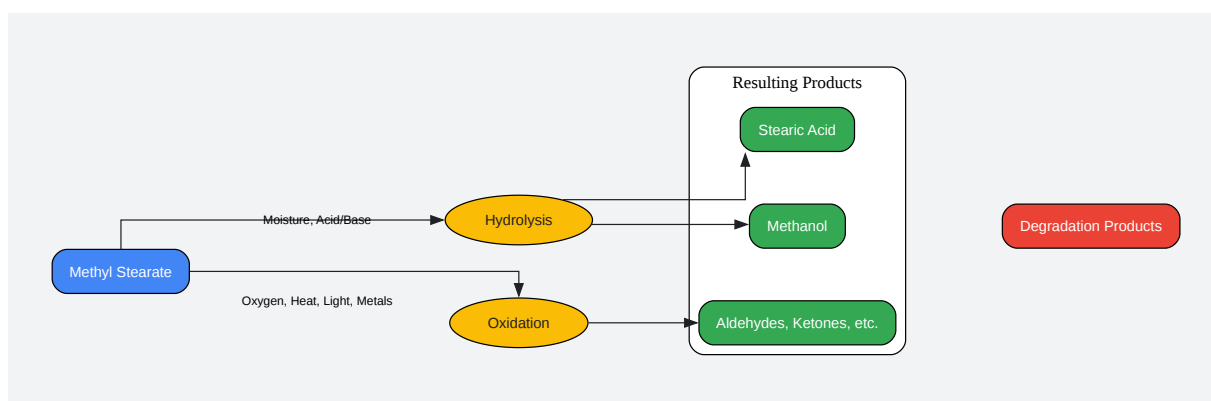 Resulting Products
Stearic Acid
Moisture, Acid/Base
Hydrolysis
Methanol
Degradation Products
Methyl Stearate
Oxygen, Heat, Light, Metals
Oxidation
Aldehydes, Ketones, etc.